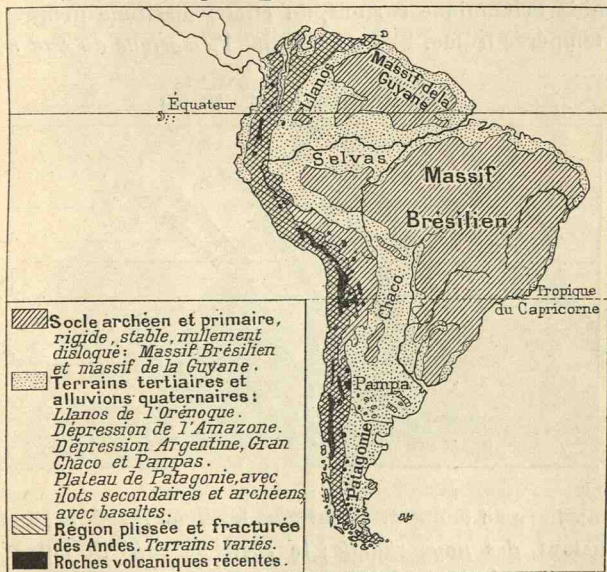 Équateur
Llanos
Massif de la
Guyane
Selvas
Massif
Brésilien
Chaco
Tropique
du Capricorne
Pampa
Patagonie
Socle archéen et primaire,
rigide, stable, nullement
disloqué: Massif Brésilien
et massif de la Guyane.
Terrains tertiaires et
alluvions quaternaires:
Llanos de l'Orénoque.
Dépression de l'Amazone.
Dépression Argentine, Gran
Chaco et Pampas.
Plateau de Patagonie, avec
îlots secondaires et archéens,
avec basaltes.
Région plissée et fracturée
des Andes. Terrains variés.
Roches volcaniques récentes.